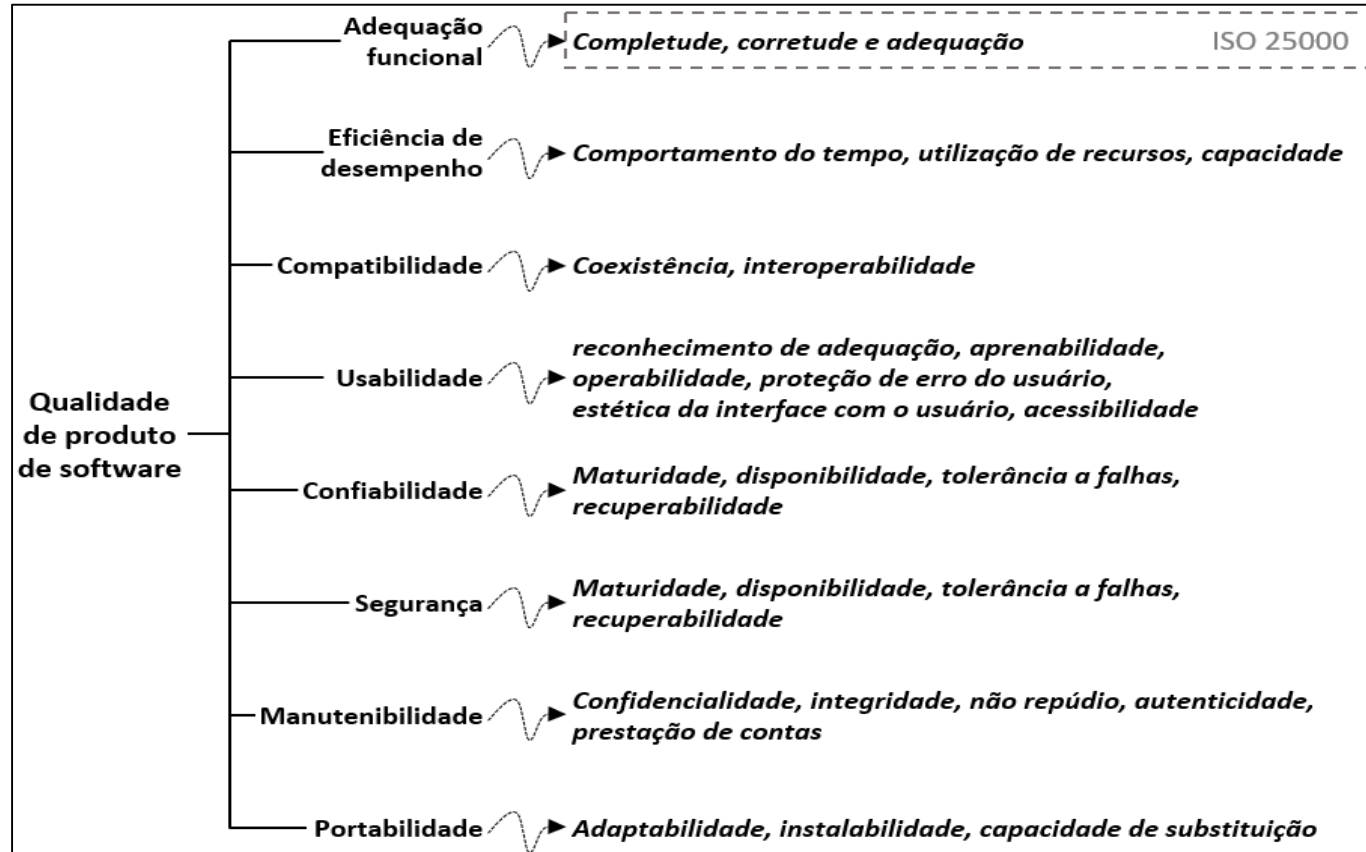 Adequação
funcional
Completude, corretude e adequação
ISO 25000
Eficiência de
desempenho
Comportamento do tempo, utilização de recursos, capacidade
Compatibilidade
Coexistência, interoperabilidade
Usabilidade
reconhecimento de adequação, aprenabilidade,
operabilidade, proteção de erro do usuário,
estética da interface com o usuário, acessibilidade
Qualidade
de produto
de software
Confiabilidade
Maturidade, disponibilidade, tolerância a falhas,
recuperabilidade
Segurança
Maturidade, disponibilidade, tolerância a falhas,
recuperabilidade
Manutenibilidade
Confidencialidade, integridade, não repúdio, autenticidade,
prestação de contas
Portabilidade
Adaptabilidade, instalabilidade, capacidade de substituição